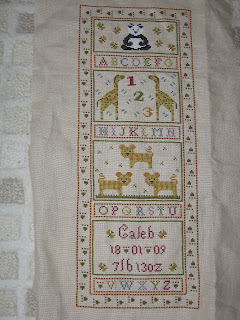 ABCDEFG
1
2
3
HIJKLMN
OPQRSTU
Caleb
18·01·09
7lb 13oz
VWXYZ